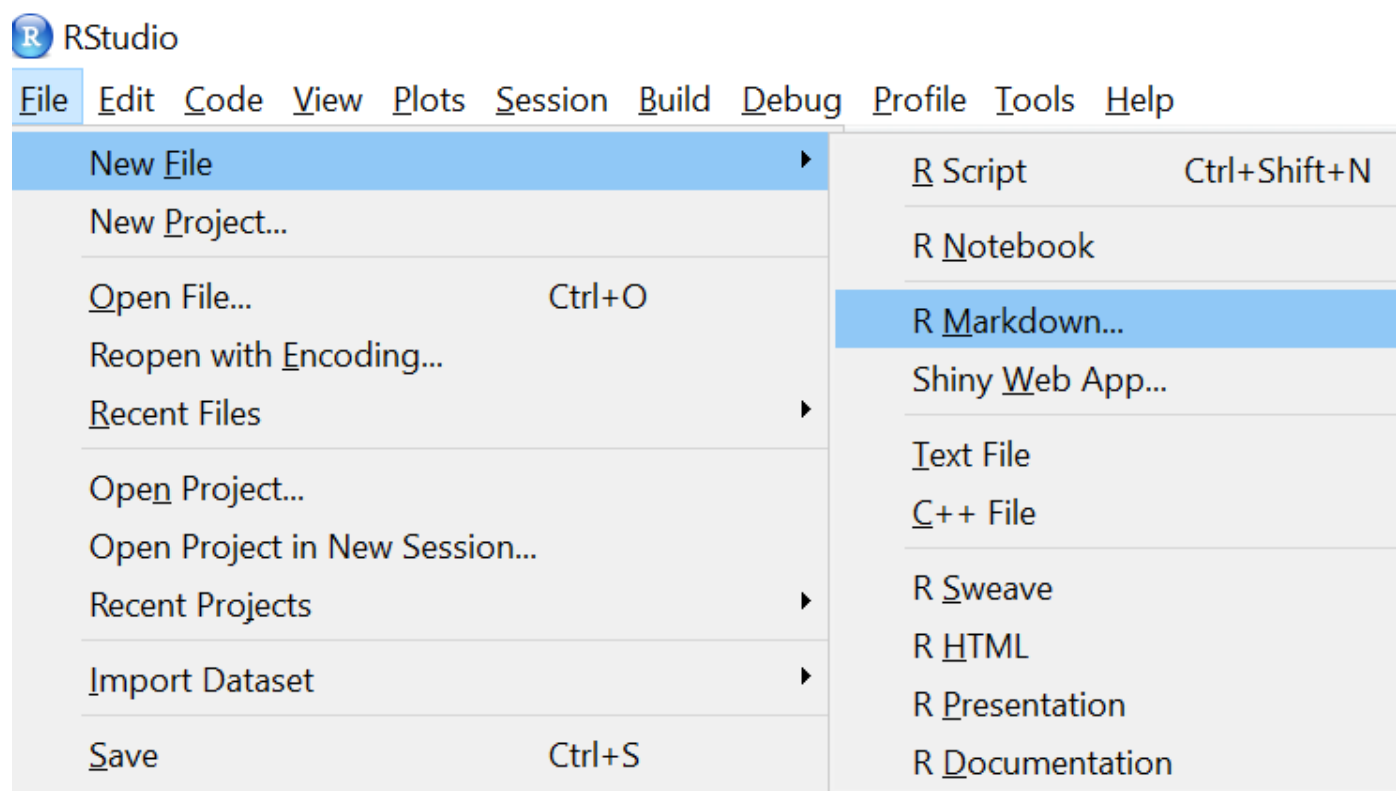 R RStudio
File Edit Code View Plots Session Build Debug Profile Tools Help
New File
New Project...
Open File... Ctrl+O
Reopen with Encoding...
Recent Files
Open Project...
Open Project in New Session...
Recent Projects
Import Dataset
Save Ctrl+S
R Script Ctrl+Shift+N
R Notebook
R Markdown...
Shiny Web App...
Text File
C++ File
R Sweave
R HTML
R Presentation
R Documentation